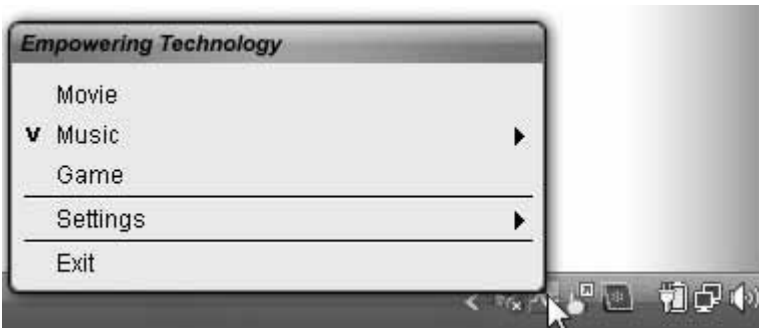 Empowering Technology
Movie
v Music
Game
Settings
Exit